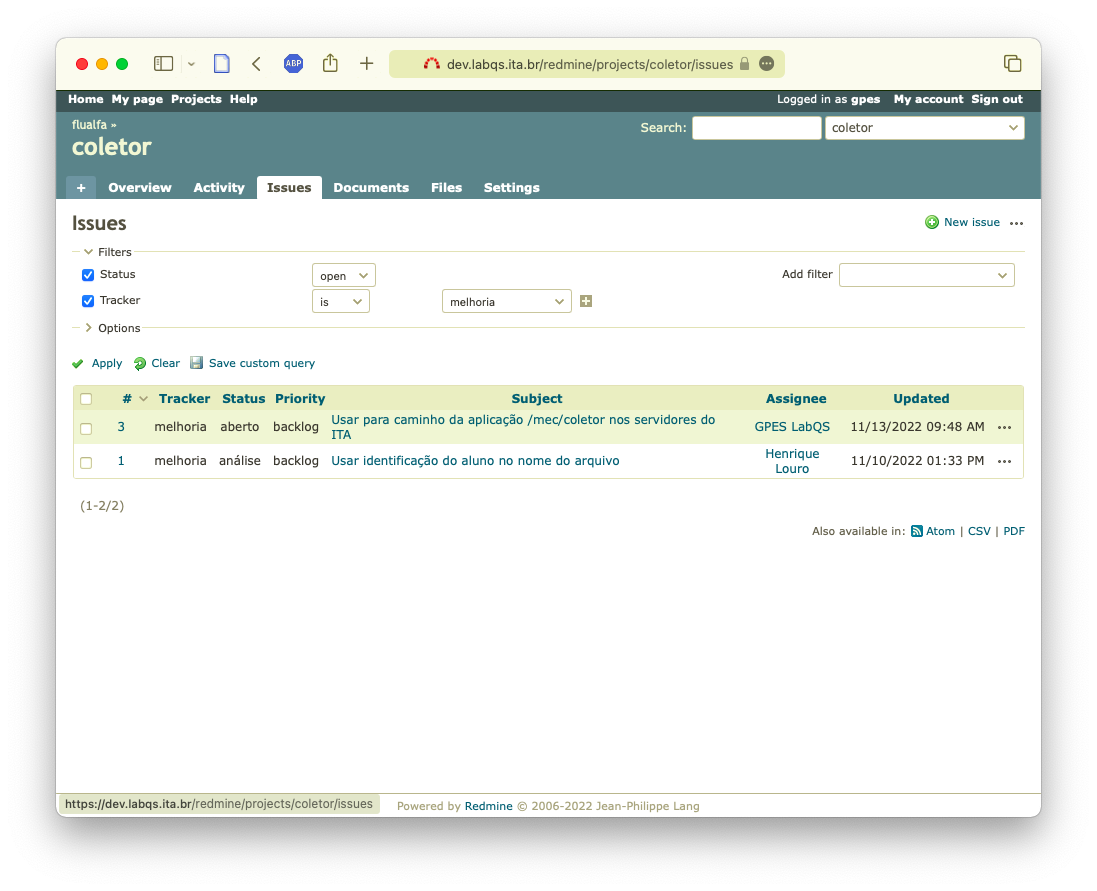 ABP
dev.labqs.ita.br/redmine/projects/coletor/issues
Home My page Projects Help
Logged in as gpes My account Sign out
flualfa »
Search: coletor
coletor
+ Overview Activity Issues Documents Files Settings
Issues
New issue
Filters
Status open Add filter
Tracker is melhoria
Options
Apply Clear Save custom query
# Tracker Status Priority Subject Assignee Updated
3 melhoria aberto backlog Usar para caminho da aplicação /mec/coletor nos servidores do ITA GPES LabQS 11/13/2022 09:48 AM
1 melhoria análise backlog Usar identificação do aluno no nome do arquivo Henrique Louro 11/10/2022 01:33 PM
(1-2/2)
Also available in: Atom | CSV | PDF
https://dev.labqs.ita.br/redmine/projects/coletor/issues
Powered by Redmine © 2006-2022 Jean-Philippe Lang